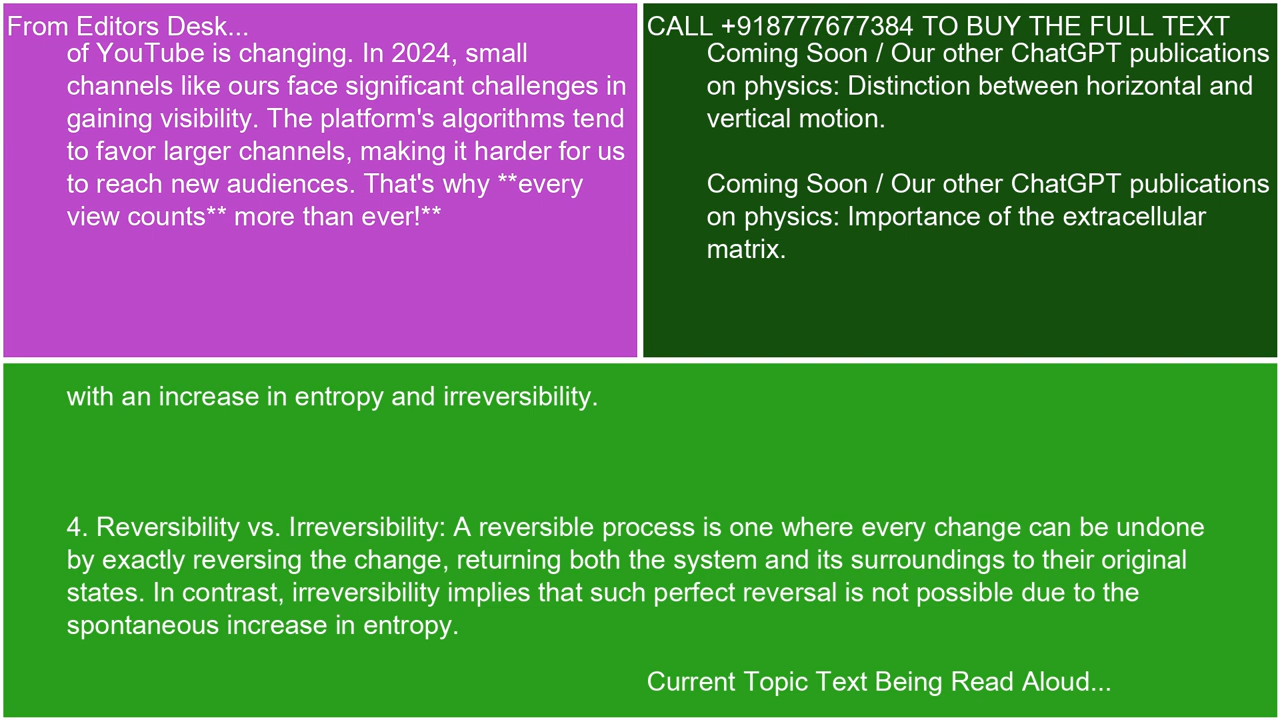 From Editors Desk...
of YouTube is changing. In 2024, small
channels like ours face significant challenges in
gaining visibility. The platform's algorithms tend
to favor larger channels, making it harder for us
to reach new audiences. That's why **every
view counts** more than ever!**
CALL +918777677384 TO BUY THE FULL TEXT
Coming Soon / Our other ChatGPT publications
on physics: Distinction between horizontal and
vertical motion.
Coming Soon / Our other ChatGPT publications
on physics: Importance of the extracellular
matrix.
with an increase in entropy and irreversibility.
4. Reversibility vs. Irreversibility: A reversible process is one where every change can be undone
by exactly reversing the change, returning both the system and its surroundings to their original
states. In contrast, irreversibility implies that such perfect reversal is not possible due to the
spontaneous increase in entropy.
Current Topic Text Being Read Aloud...